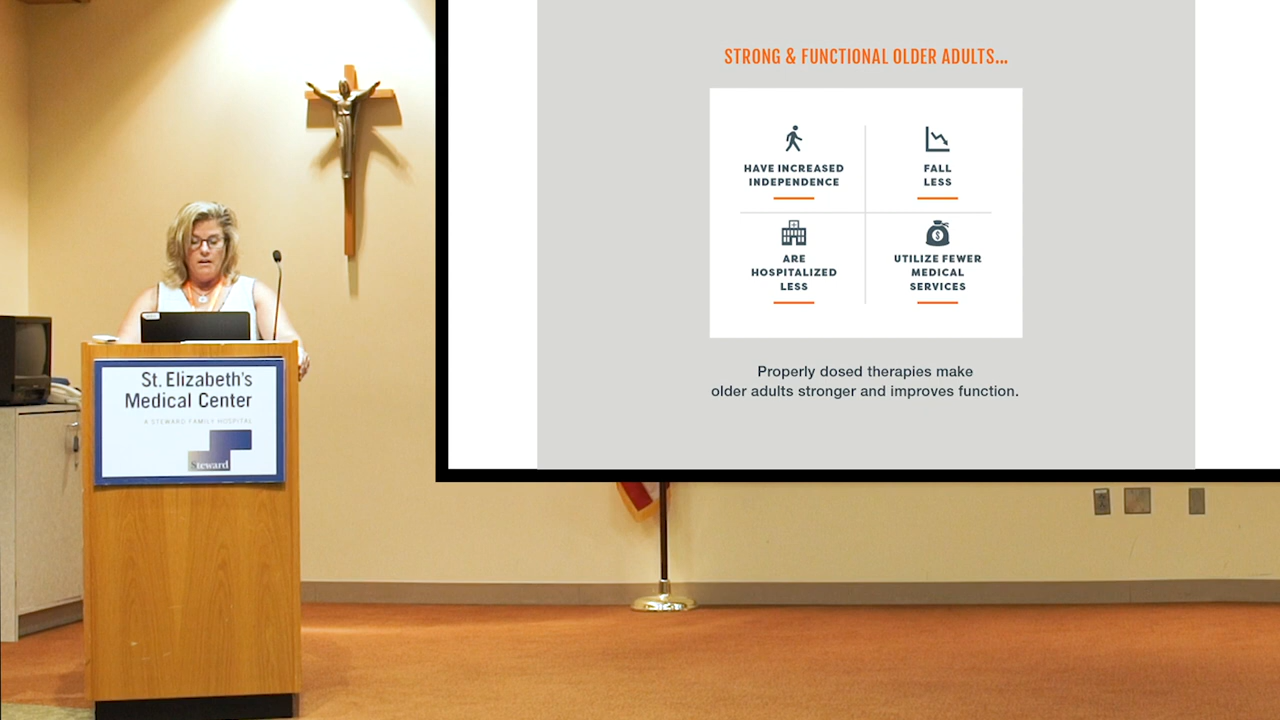 STRONG & FUNCTIONAL OLDER ADULTS...
HAVE INCREASED
INDEPENDENCE
FALL
LESS
ARE
HOSPITALIZED
LESS
UTILIZE FEWER
MEDICAL
SERVICES
Properly dosed therapies make
older adults stronger and improves function.
St. Elizabeth's
Medical Center
A STEWARD FAMILY HOSPITAL
Steward